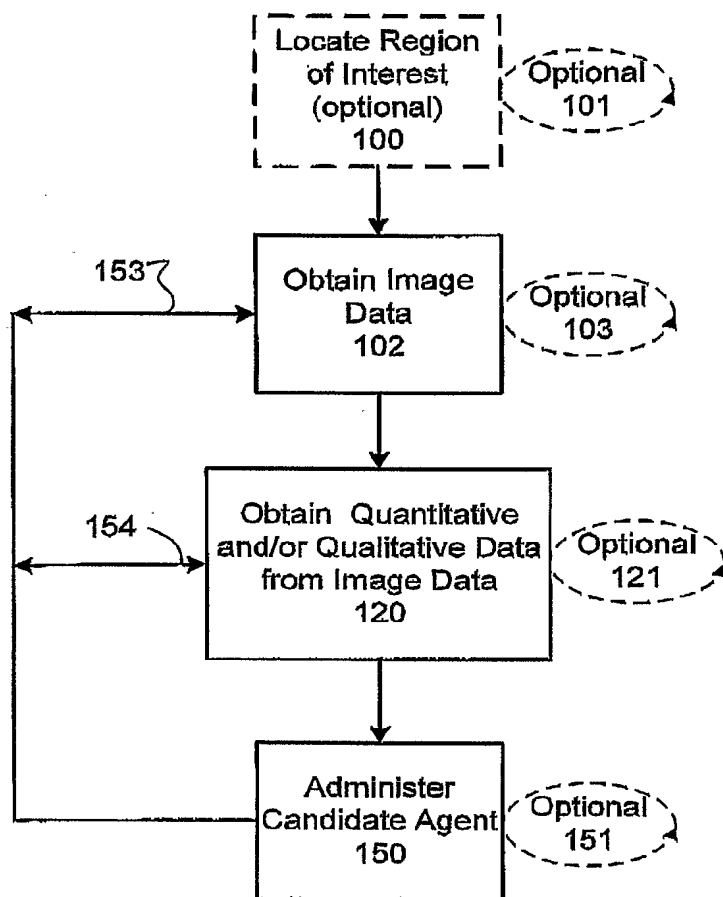 Locate Region
of Interest
(optional)
100
Optional
101
153
Obtain Image
Data
102
Optional
103
154
Obtain Quantitative
and/or Qualitative Data
from Image Data
120
Optional
121
Administer
Candidate Agent
150
Optional
151